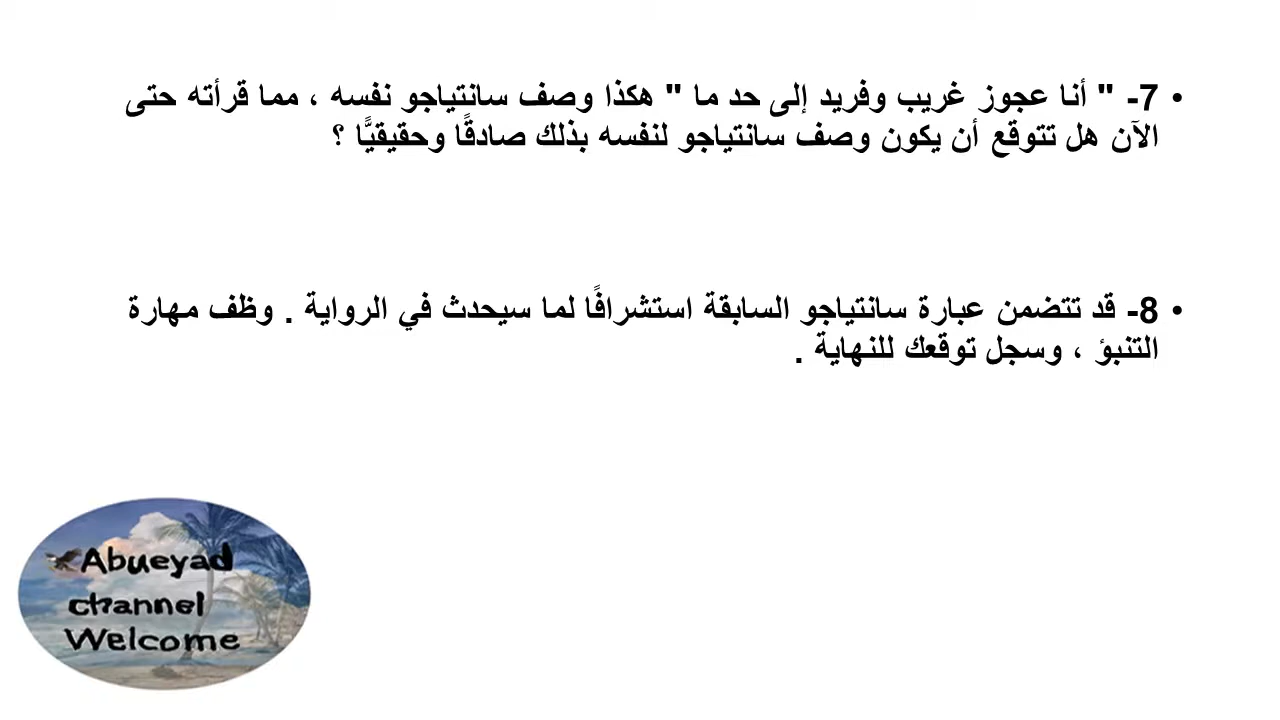 • 7- " أنا عجوز غريب وفريد إلى حد ما " هكذا وصف سانتياجو نفسه ، مما قرأته حتى
الآن هل تتوقع أن يكون وصف سانتياجو لنفسه بذلك صادقًا وحقيقيًّا ؟
• 8- قد تتضمن عبارة سانتياجو السابقة استشرافًا لما سيحدث في الرواية . وظف مهارة
التنبؤ ، وسجل توقعك للنهاية .
Abueyad
channel
Welcome